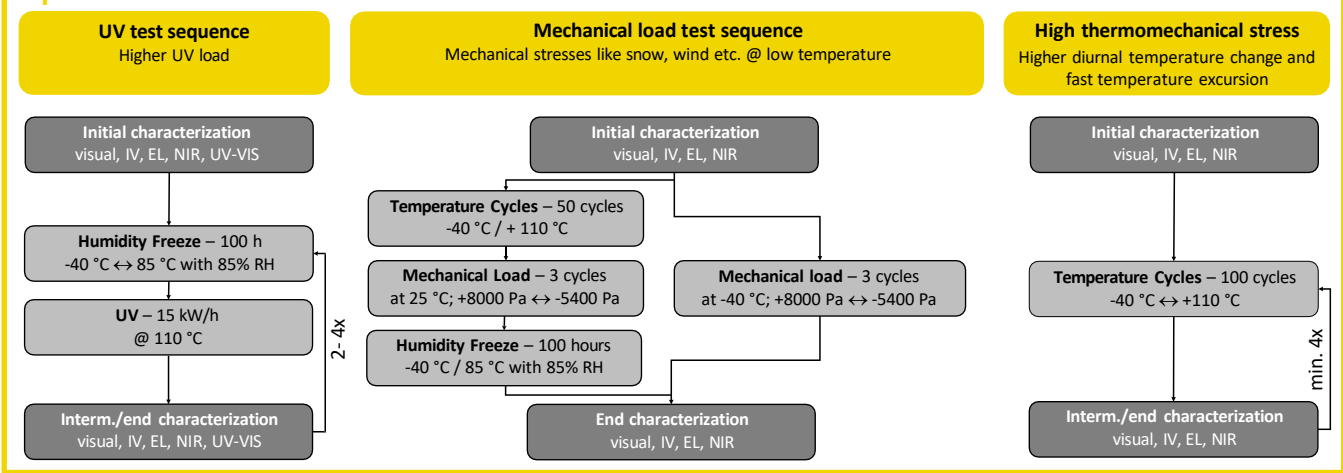 UV test sequence
Higher UV load
Initial characterization
visual, IV, EL, NIR, UV-VIS
Humidity Freeze – 100 h
-40 °C ↔ 85 °C with 85% RH
UV – 15 kW/h
@ 110 °C
2- 4x
Interm./end characterization
visual, IV, EL, NIR, UV-VIS
Mechanical load test sequence
Mechanical stresses like snow, wind etc. @ low temperature
Initial characterization
visual, IV, EL, NIR
Temperature Cycles – 50 cycles
-40 °C / + 110 °C
Mechanical Load – 3 cycles
at 25 °C; +8000 Pa ↔ -5400 Pa
Humidity Freeze – 100 hours
-40 °C / 85 °C with 85% RH
Mechanical load – 3 cycles
at -40 °C; +8000 Pa ↔ -5400 Pa
End characterization
visual, IV, EL, NIR
High thermomechanical stress
Higher diurnal temperature change and
fast temperature excursion
Initial characterization
visual, IV, EL, NIR
Temperature Cycles – 100 cycles
-40 °C ↔ +110 °C
min. 4x
Interm./end characterization
visual, IV, EL, NIR